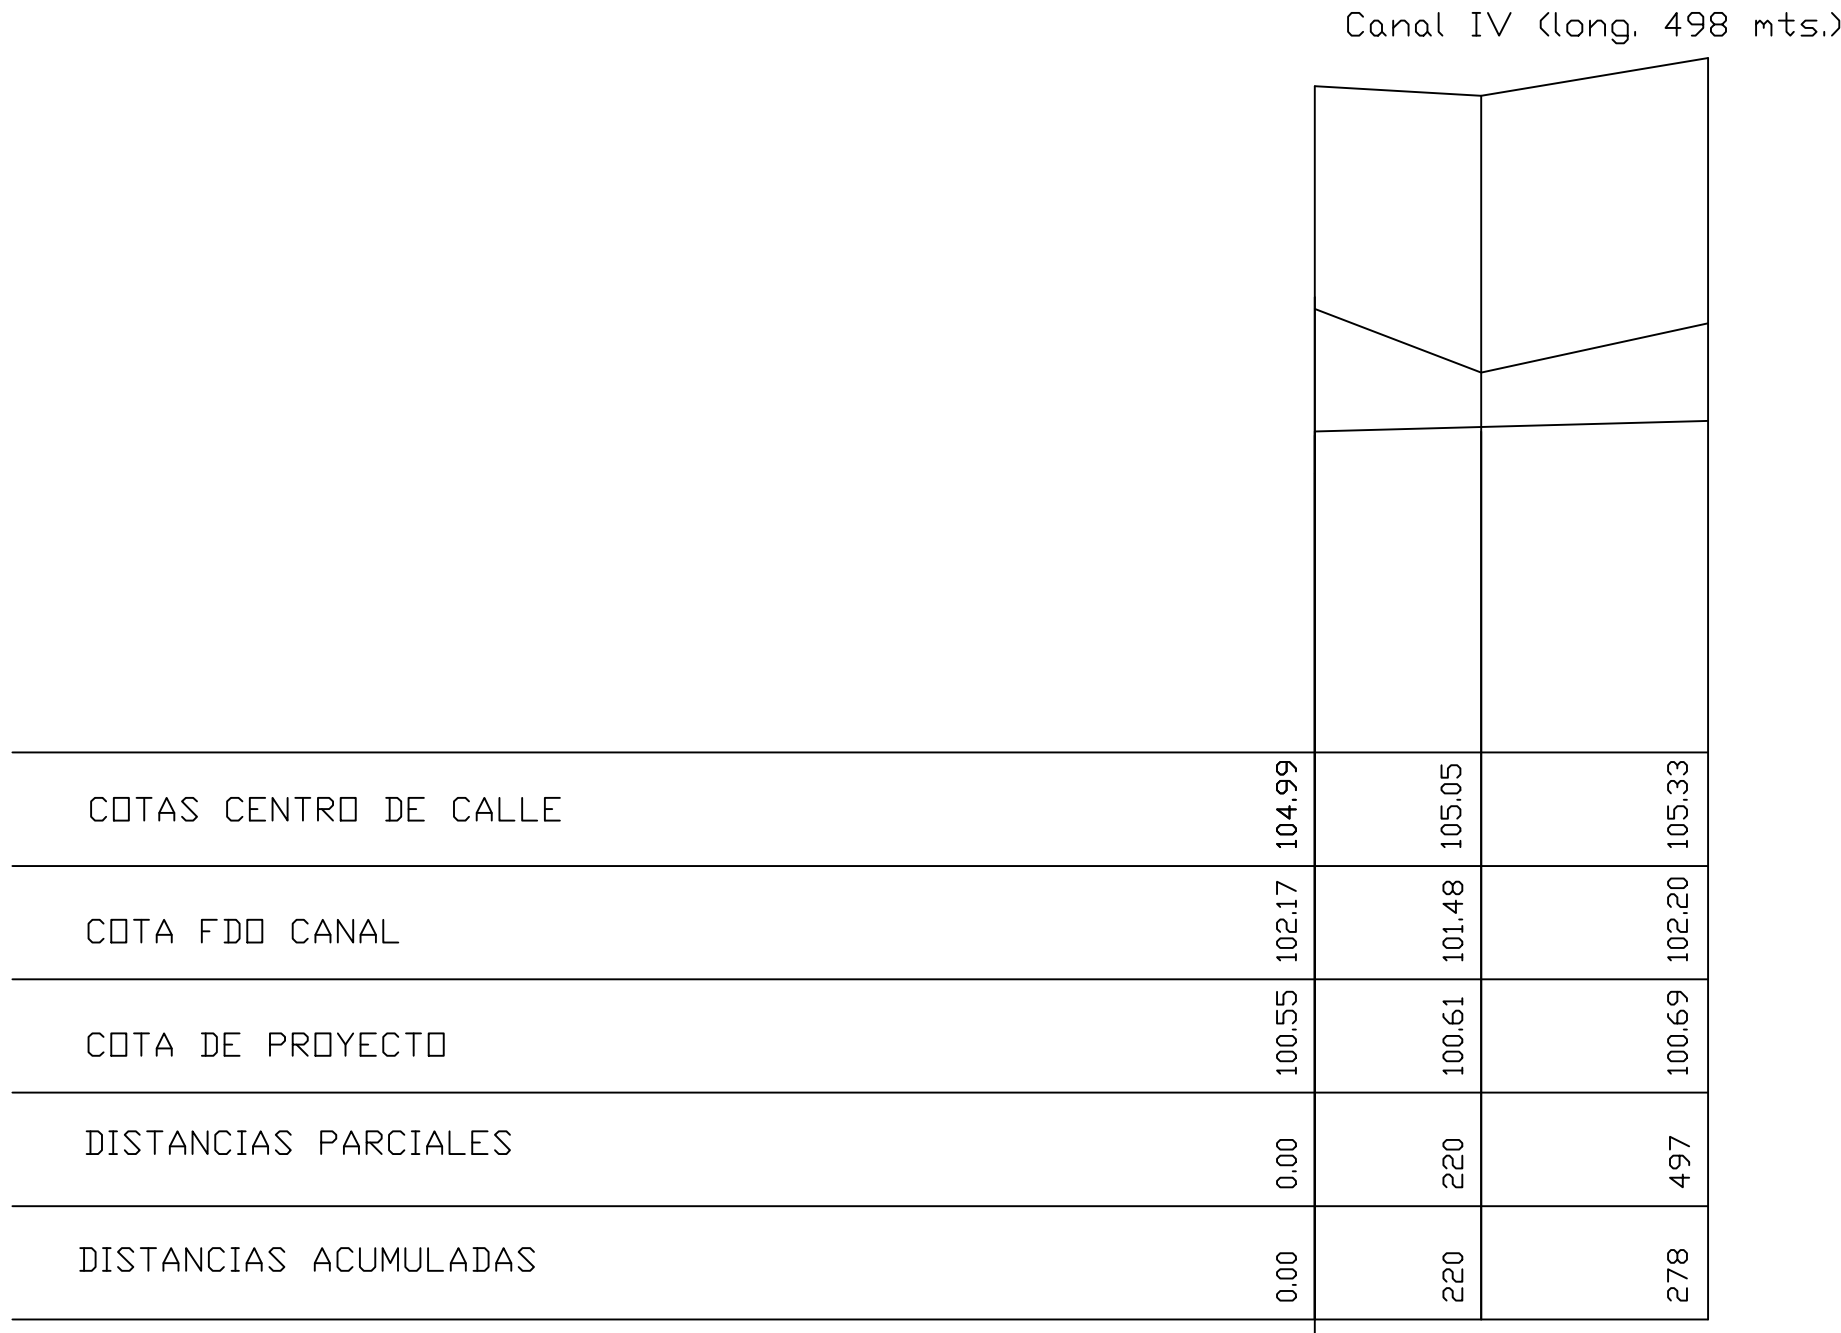 Canal IV (long. 498 mts.)
COTAS CENTRO DE CALLE 104.99 105.05 105.33
COTA FDO CANAL 102.17 101.48 102.20
COTA DE PROYECTO 100.55 100.61 100.69
DISTANCIAS PARCIALES 0.00 220 497
DISTANCIAS ACUMULADAS 0.00 220 278